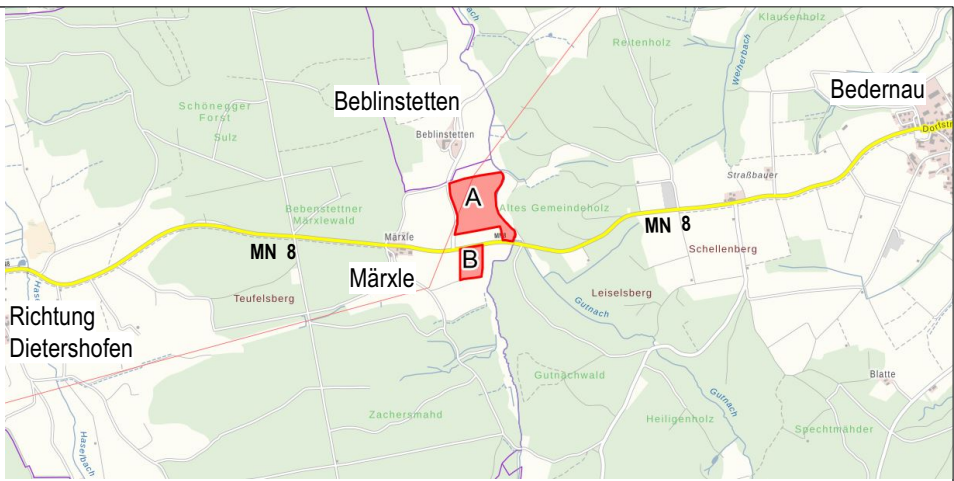 Klausenholz
Reitenholz
Weiherbach
Beblinstetten
Bedernau
Schönegger
Forst
Sulz
Beblinstetten
Dorfstr
Straßbauer
A
Altes Gemeindeholz
Bebenstettner
Märxlewald
MN 8
Märxle
MN 8
MN 8
Schellenberg
B
Märxle
Teufelsberg
Leiselsberg
Gutnach
Richtung
Dietershofen
Hasel
Gutnachwald
Blatte
Zachersmahd
Heiligenholz
Gutnach
Spechtmähder
Haselbach